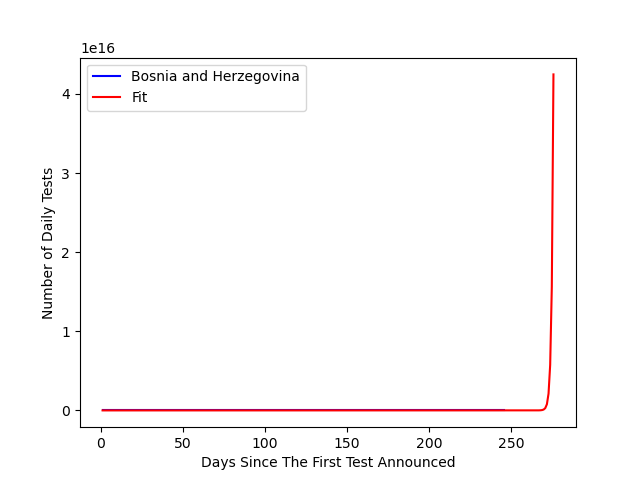 1e16
Bosnia and Herzegovina
Fit
4
3
2
1
0
Number of Daily Tests
0 50 100 150 200 250
Days Since The First Test Announced